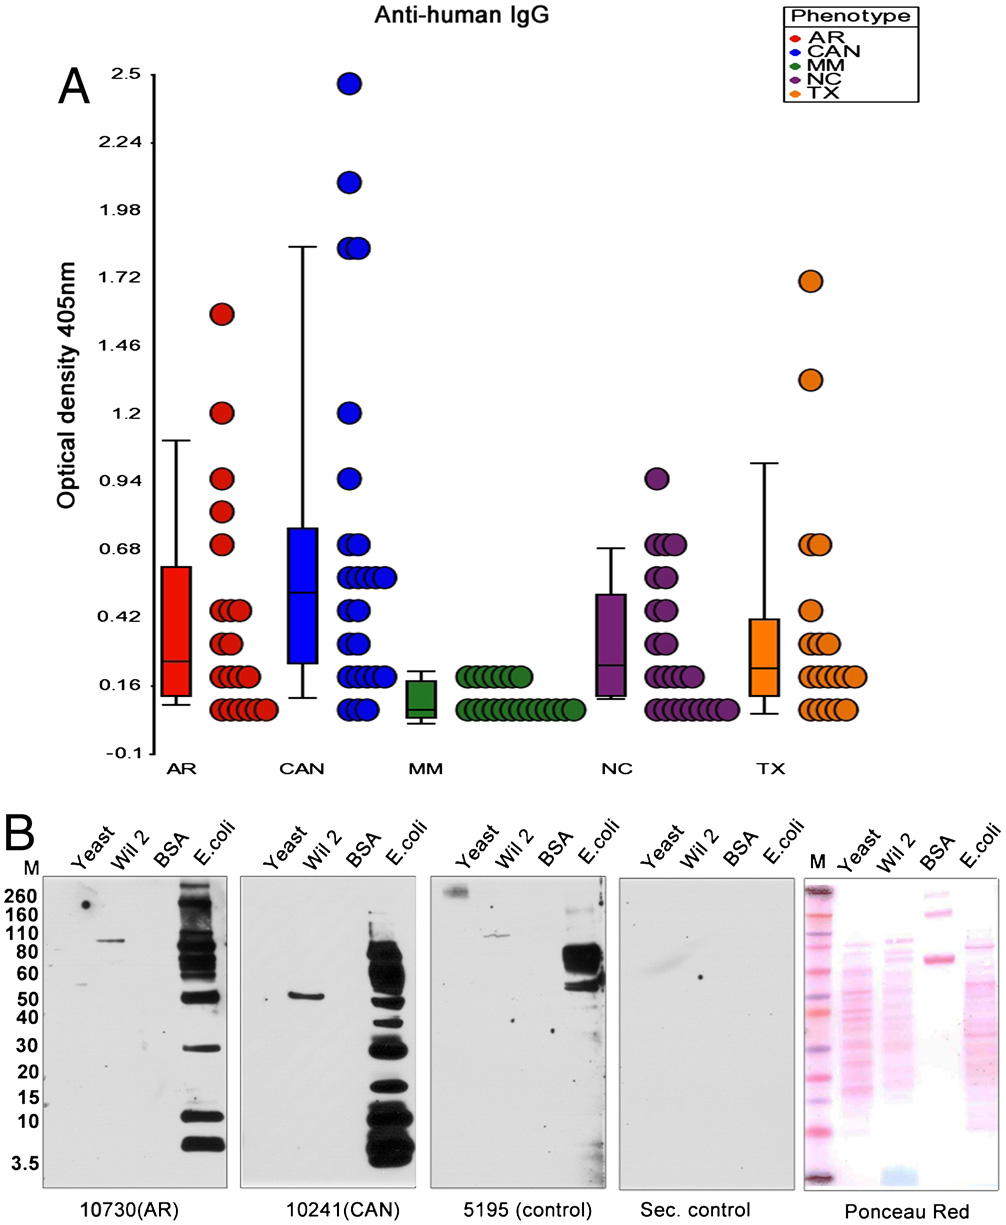 Anti-human IgG
Phenotype
AR
CAN
MM
NC
TX
A
Optical density 405nm
2.5
2.24
1.98
1.72
1.46
1.2
0.94
0.68
0.42
0.16
-0.1
AR CAN MM NC TX
B
M Yeast Wil 2 BSA E.coli
Yeast Wil 2 BSA E.coli
Yeast Wil 2 BSA E.coli
Yeast Wil 2 BSA E.coli
M Yeast Wil 2 BSA E.coli
260
160
110
80
60
50
40
30
20
15
10
3.5
10730(AR) 10241(CAN) 5195 (control) Sec. control Ponceau Red